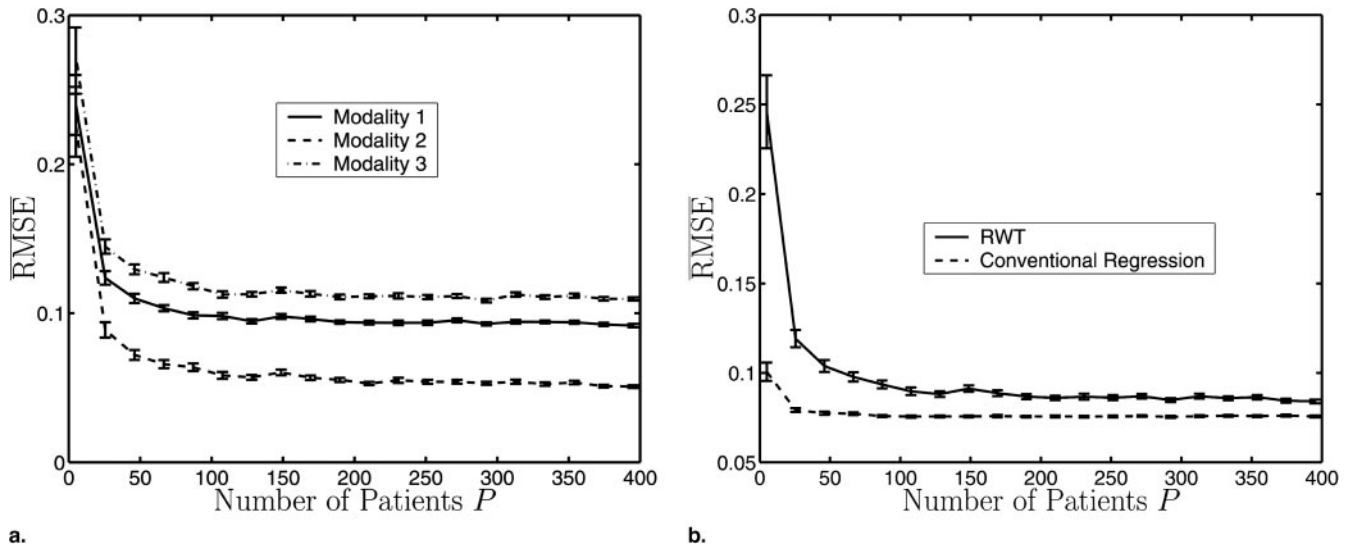 0.3
0.2
0.1
0
RMSE
Modality 1
Modality 2
Modality 3
0 50 100 150 200 250 300 350 400
Number of Patients P
a.
0.3
0.25
0.2
0.15
0.1
0.05
RMSE
RWT
Conventional Regression
0 50 100 150 200 250 300 350 400
Number of Patients P
b.